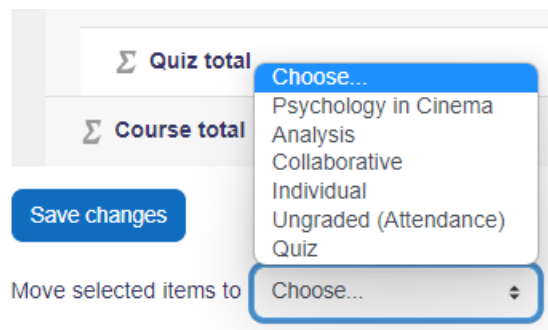 Σ Quiz total
Choose...
Psychology in Cinema
Analysis
Collaborative
Individual
Ungraded (Attendance)
Quiz
Σ Course total
Save changes
Move selected items to Choose...